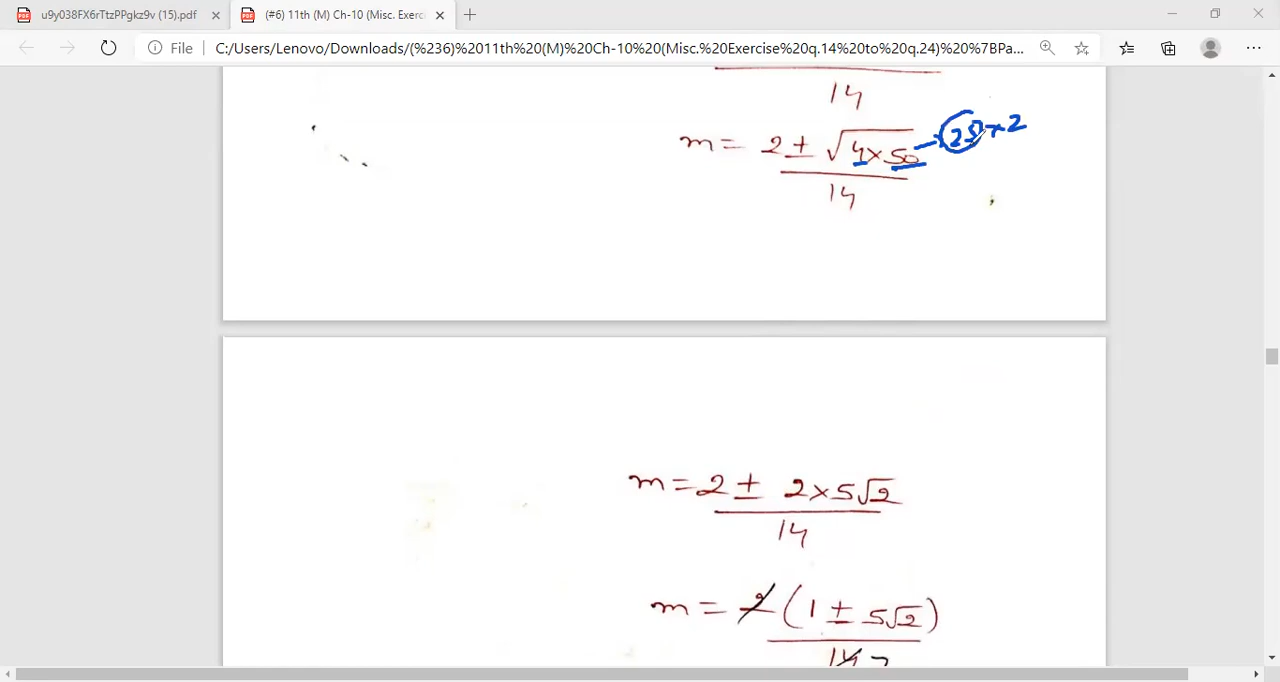 u9y038FX6rTtzPPgkz9v (15).pdf
(#6) 11th (M) Ch-10 (Misc. Exerc
File
C:/Users/Lenovo/Downloads/(%236)%2011th%20(M)%20Ch-10%20(Misc.%20Exercise%20q.14%20to%20q.24)%20%7BPa...
14
m = 2 ± √4×50 25×2
14
m = 2 ± 2×5√2
14
m = 2 (1 ± 5√2)
14 7